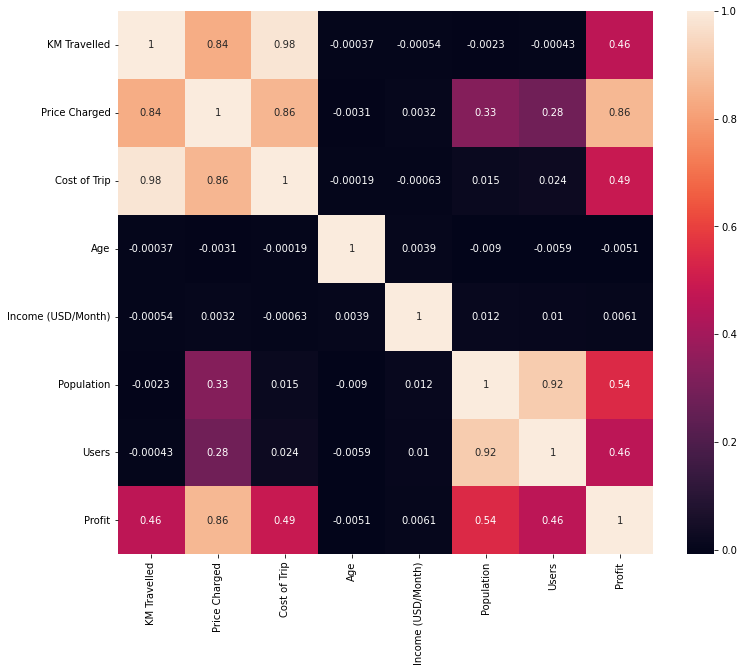 KM Travelled 1 0.84 0.98 -0.00037 -0.00054 -0.0023 -0.00043 0.46
Price Charged 0.84 1 0.86 -0.0031 0.0032 0.33 0.28 0.86
Cost of Trip 0.98 0.86 1 -0.00019 -0.00063 0.015 0.024 0.49
Age -0.00037 -0.0031 -0.00019 1 0.0039 -0.009 -0.0059 -0.0051
Income (USD/Month) -0.00054 0.0032 -0.00063 0.0039 1 0.012 0.01 0.0061
Population -0.0023 0.33 0.015 -0.009 0.012 1 0.92 0.54
Users -0.00043 0.28 0.024 -0.0059 0.01 0.92 1 0.46
Profit 0.46 0.86 0.49 -0.0051 0.0061 0.54 0.46 1
KM Travelled
Price Charged
Cost of Trip
Age
Income (USD/Month)
Population
Users
Profit
1.0
0.8
0.6
0.4
0.2
0.0